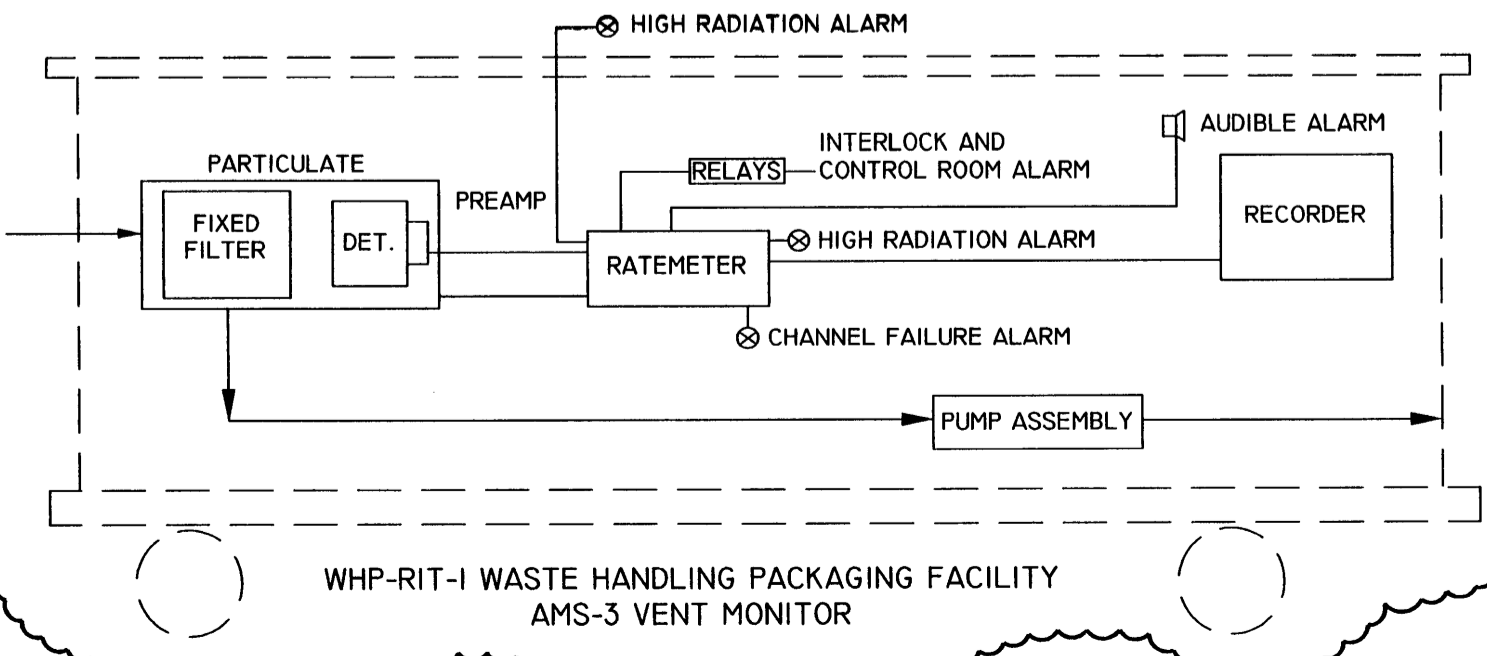 HIGH RADIATION ALARM
AUDIBLE ALARM
INTERLOCK AND
RELAYS CONTROL ROOM ALARM
PARTICULATE
PREAMP
FIXED
FILTER
DET.
RECORDER
HIGH RADIATION ALARM
RATEMETER
CHANNEL FAILURE ALARM
PUMP ASSEMBLY
WHP-RIT-1 WASTE HANDLING PACKAGING FACILITY
AMS-3 VENT MONITOR